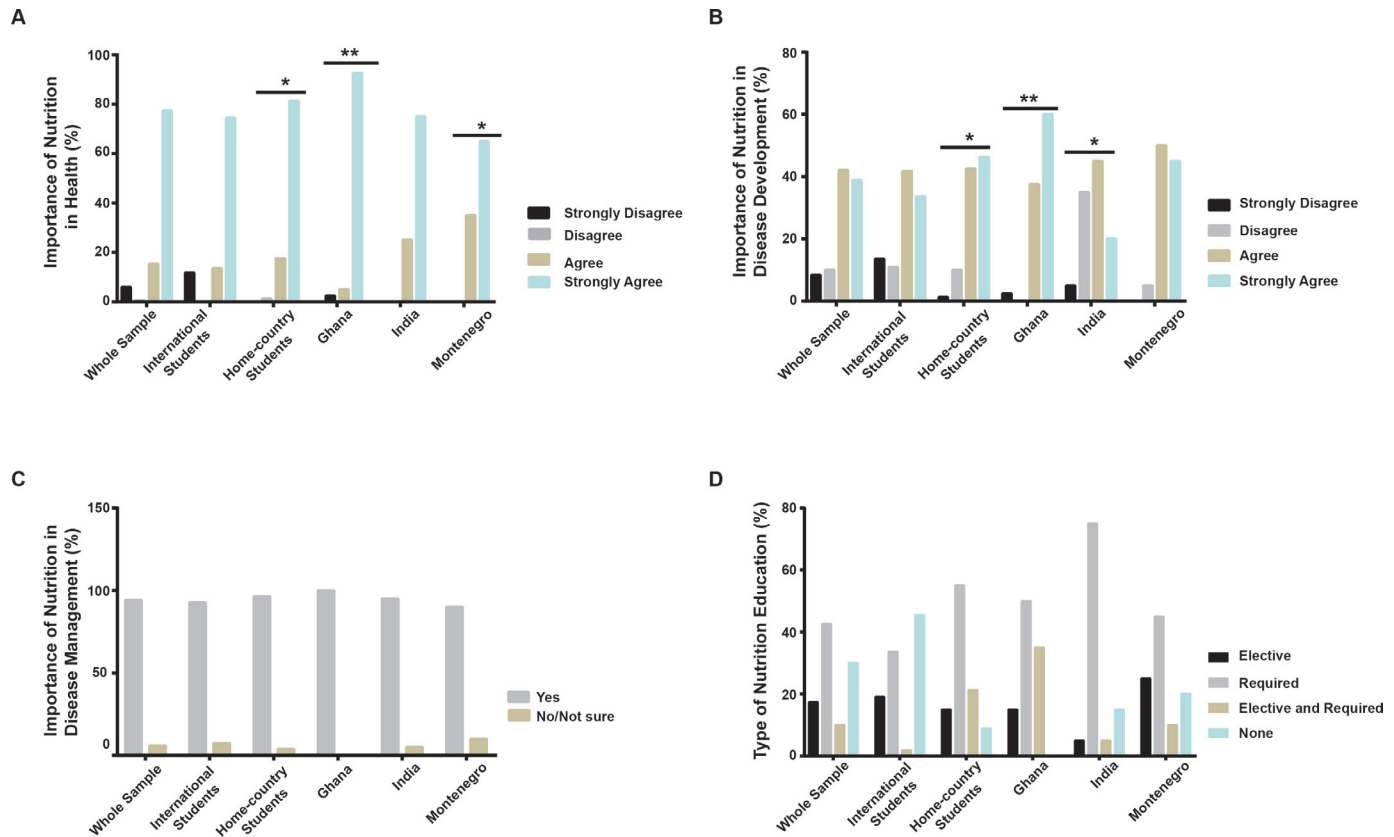 A
Importance of Nutrition
in Health (%)
100
80
60
40
20
0
*
**
*
Whole Sample
International
Students
Home-country
Students
Ghana
India
Montenegro
Strongly Disagree
Disagree
Agree
Strongly Agree
B
Importance of Nutrition in
Disease Development (%)
80
60
40
20
0
*
**
*
Whole Sample
International
Students
Home-country
Students
Ghana
India
Montenegro
Strongly Disagree
Disagree
Agree
Strongly Agree
C
Importance of Nutrition in
Disease Management (%)
150
100
50
0
Whole Sample
International
Students
Home-country
Students
Ghana
India
Montenegro
Yes
No/Not sure
D
Type of Nutrition Education (%)
80
60
40
20
0
Whole Sample
International
Students
Home-country
Students
Ghana
India
Montenegro
Elective
Required
Elective and Required
None